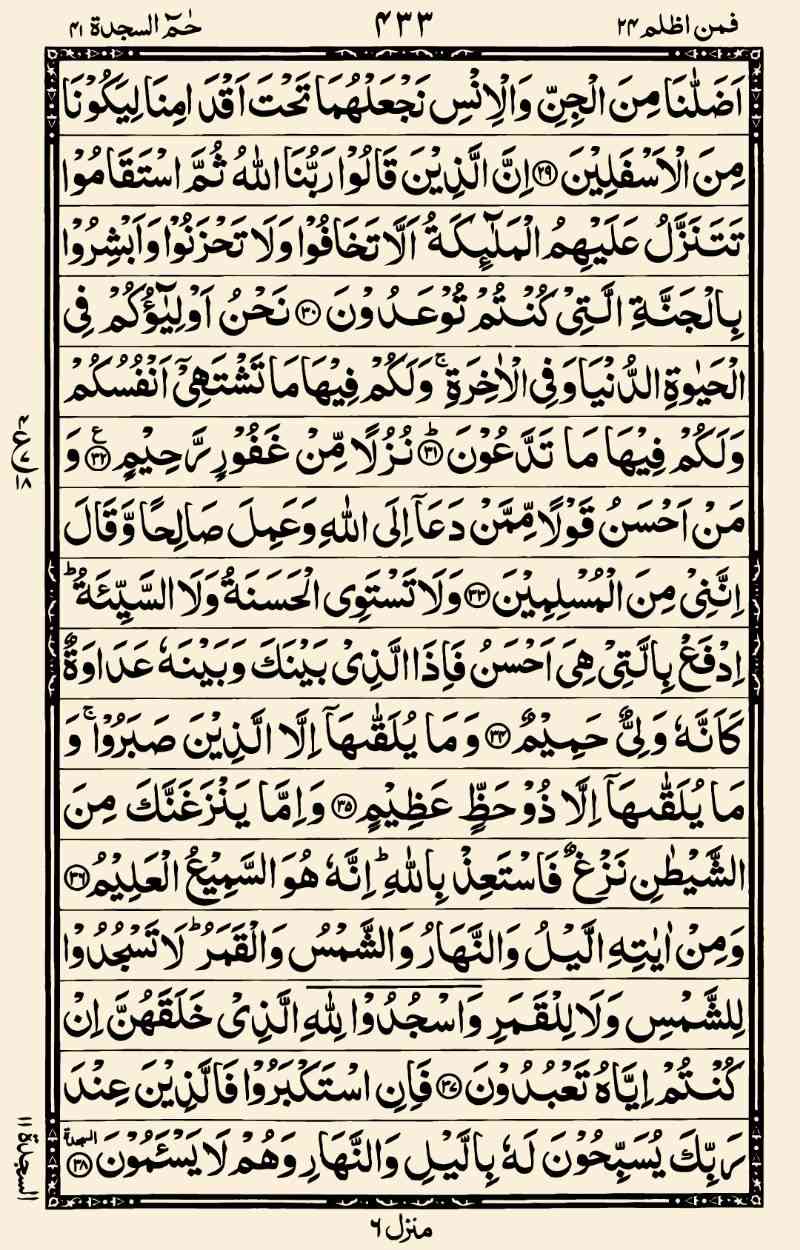 فمن اظلم ۲۴
۴۳۳
حٰمٓ السجدة ۴۱
اَضَلّٰنَا مِنَ الْجِنِّ وَالْاِنْسِ نَجْعَلْهُمَا تَحْتَ اَقْدَامِنَا لِيَكُوْنَا
مِنَ الْاَسْفَلِيْنَ ۲۹ اِنَّ الَّذِيْنَ قَالُوْا رَبُّنَا اللّٰهُ ثُمَّ اسْتَقَامُوْا
تَتَنَزَّلُ عَلَيْهِمُ الْمَلٰٓئِكَةُ اَلَّا تَخَافُوْا وَلَا تَحْزَنُوْا وَاَبْشِرُوْا
بِالْجَنَّةِ الَّتِيْ كُنْتُمْ تُوْعَدُوْنَ ۳۰ نَحْنُ اَوْلِيٰٓؤُكُمْ فِى
الْحَيٰوةِ الدُّنْيَا وَفِى الْاٰخِرَةِ ۚ وَلَكُمْ فِيْهَا مَا تَشْتَهِيْٓ اَنْفُسُكُمْ
وَلَكُمْ فِيْهَا مَا تَدَّعُوْنَ ؕ ۳۱ نُزُلًا مِّنْ غَفُوْرٍ رَّحِيْمٍ ع ۳۲ وَ
مَنْ اَحْسَنُ قَوْلًا مِّمَّنْ دَعَآ اِلَى اللّٰهِ وَعَمِلَ صَالِحًا وَّقَالَ
اِنَّنِيْ مِنَ الْمُسْلِمِيْنَ ۳۳ وَلَا تَسْتَوِى الْحَسَنَةُ وَلَا السَّيِّئَةُ ؕ
اِدْفَعْ بِالَّتِيْ هِىَ اَحْسَنُ فَاِذَا الَّذِيْ بَيْنَكَ وَبَيْنَهٗ عَدَاوَةٌ
كَاَنَّهٗ وَلِيٌّ حَمِيْمٌ ۳۴ وَمَا يُلَقّٰىهَآ اِلَّا الَّذِيْنَ صَبَرُوْا ۚ وَ
مَا يُلَقّٰىهَآ اِلَّا ذُوْ حَظٍّ عَظِيْمٍ ۳۵ وَاِمَّا يَنْزَغَنَّكَ مِنَ
الشَّيْطٰنِ نَزْغٌ فَاسْتَعِذْ بِاللّٰهِ ؕ اِنَّهٗ هُوَ السَّمِيْعُ الْعَلِيْمُ ۳۶
وَمِنْ اٰيٰتِهِ الَّيْلُ وَالنَّهَارُ وَالشَّمْسُ وَالْقَمَرُ ؕ لَا تَسْجُدُوْا
لِلشَّمْسِ وَلَا لِلْقَمَرِ وَاسْجُدُوْا لِلّٰهِ الَّذِيْ خَلَقَهُنَّ اِنْ
كُنْتُمْ اِيَّاهُ تَعْبُدُوْنَ ۳۷ فَاِنِ اسْتَكْبَرُوْا فَالَّذِيْنَ عِنْدَ
رَبِّكَ يُسَبِّحُوْنَ لَهٗ بِالَّيْلِ وَالنَّهَارِ وَهُمْ لَا يَسْئَمُوْنَ السجدة ۳۸
۴
ع ۷
۱۸
السجدة ۱۱
منزل ۶